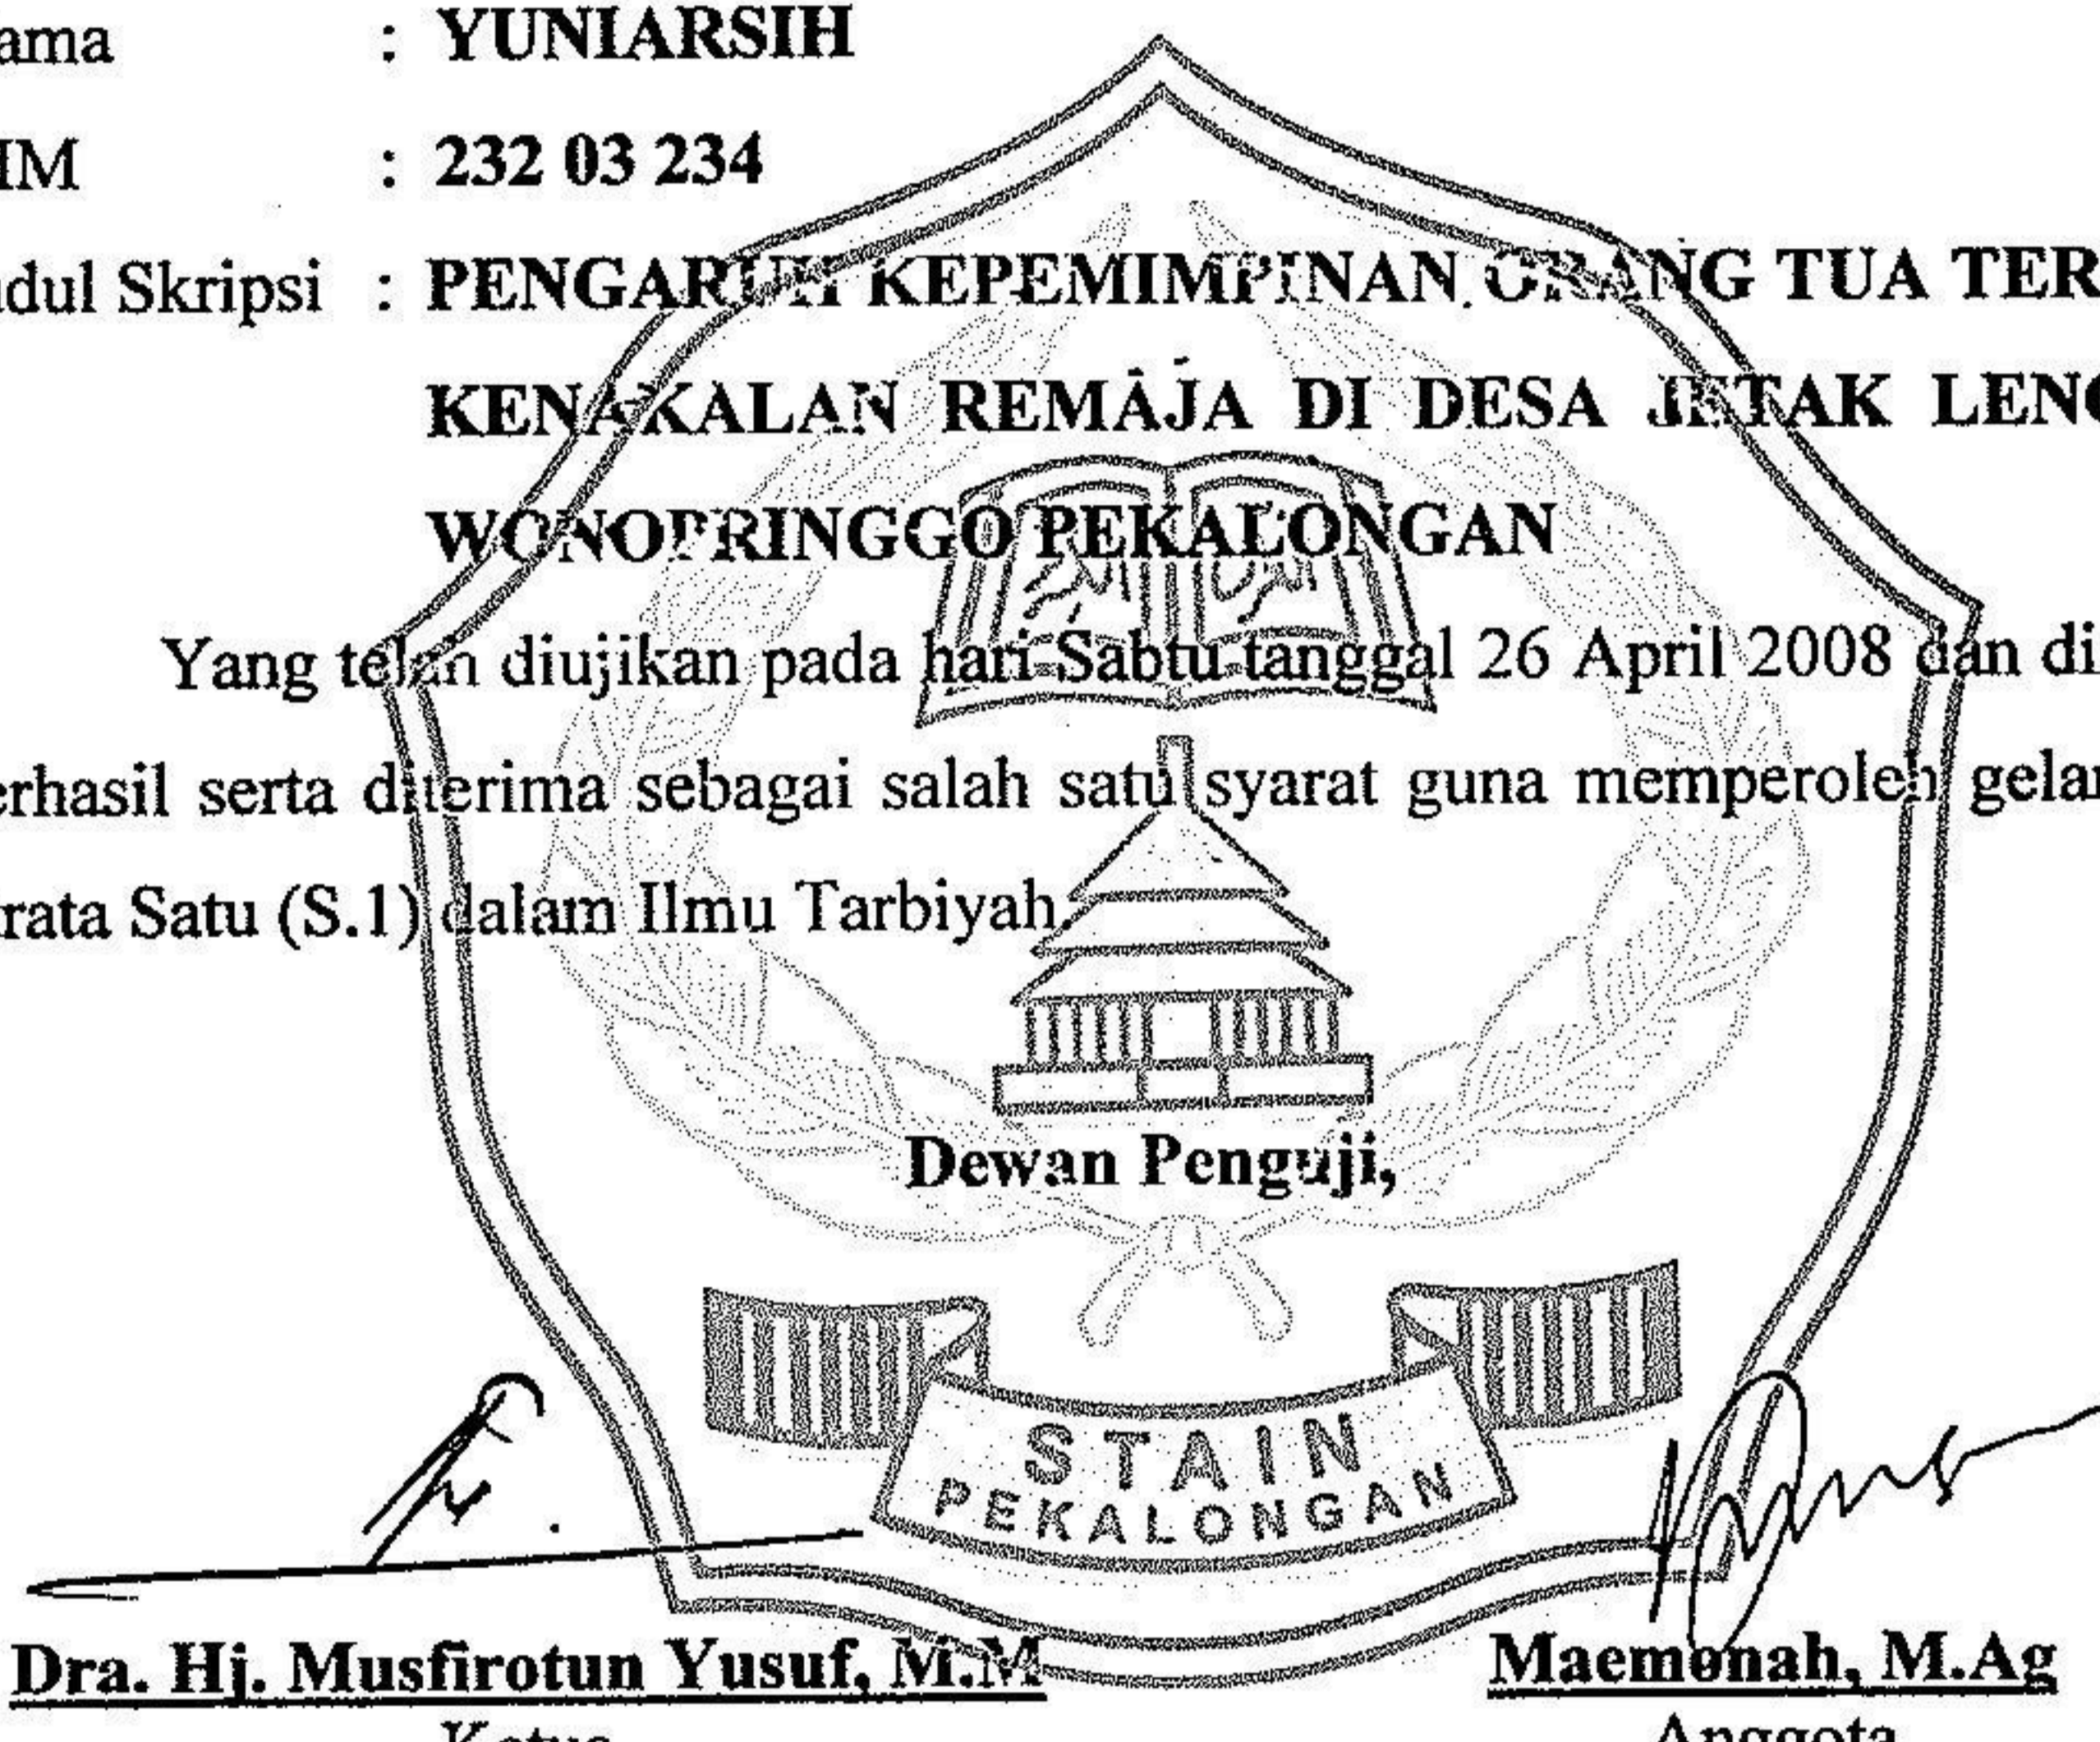 ama : YUNIARSIH
IM : 232 03 234
dul Skripsi : PENGARUH KEPEMIMPINAN ORANG TUA TER
KENAKALAN REMAJA DI DESA JETAK LENG
WONOPRINGGO PEKALONGAN
Yang telah diujikan pada hari Sabtu tanggal 26 April 2008 dan di
erhasil serta diterima sebagai salah satu syarat guna memperoleh gelar
rata Satu (S.1) dalam Ilmu Tarbiyah.
Dewan Penguji,
STAIN
PEKALONGAN
Dra. Hj. Musfirotun Yusuf, M.M
Maemonah, M.Ag
Ketua
Anggota